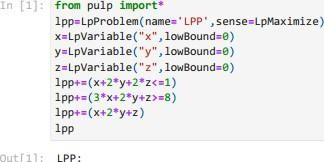 In [1]: from pulp import*
lpp=LpProblem(name='LPP',sense=LpMaximize)
x=LpVariable("x",lowBound=0)
y=LpVariable("y",lowBound=0)
z=LpVariable("z",lowBound=0)
lpp+=(x+2*y+2*z<=1)
lpp+=(3*x+2*y+z>=8)
lpp+=(x+2*y+z)
lpp
Out[1]: LPP: